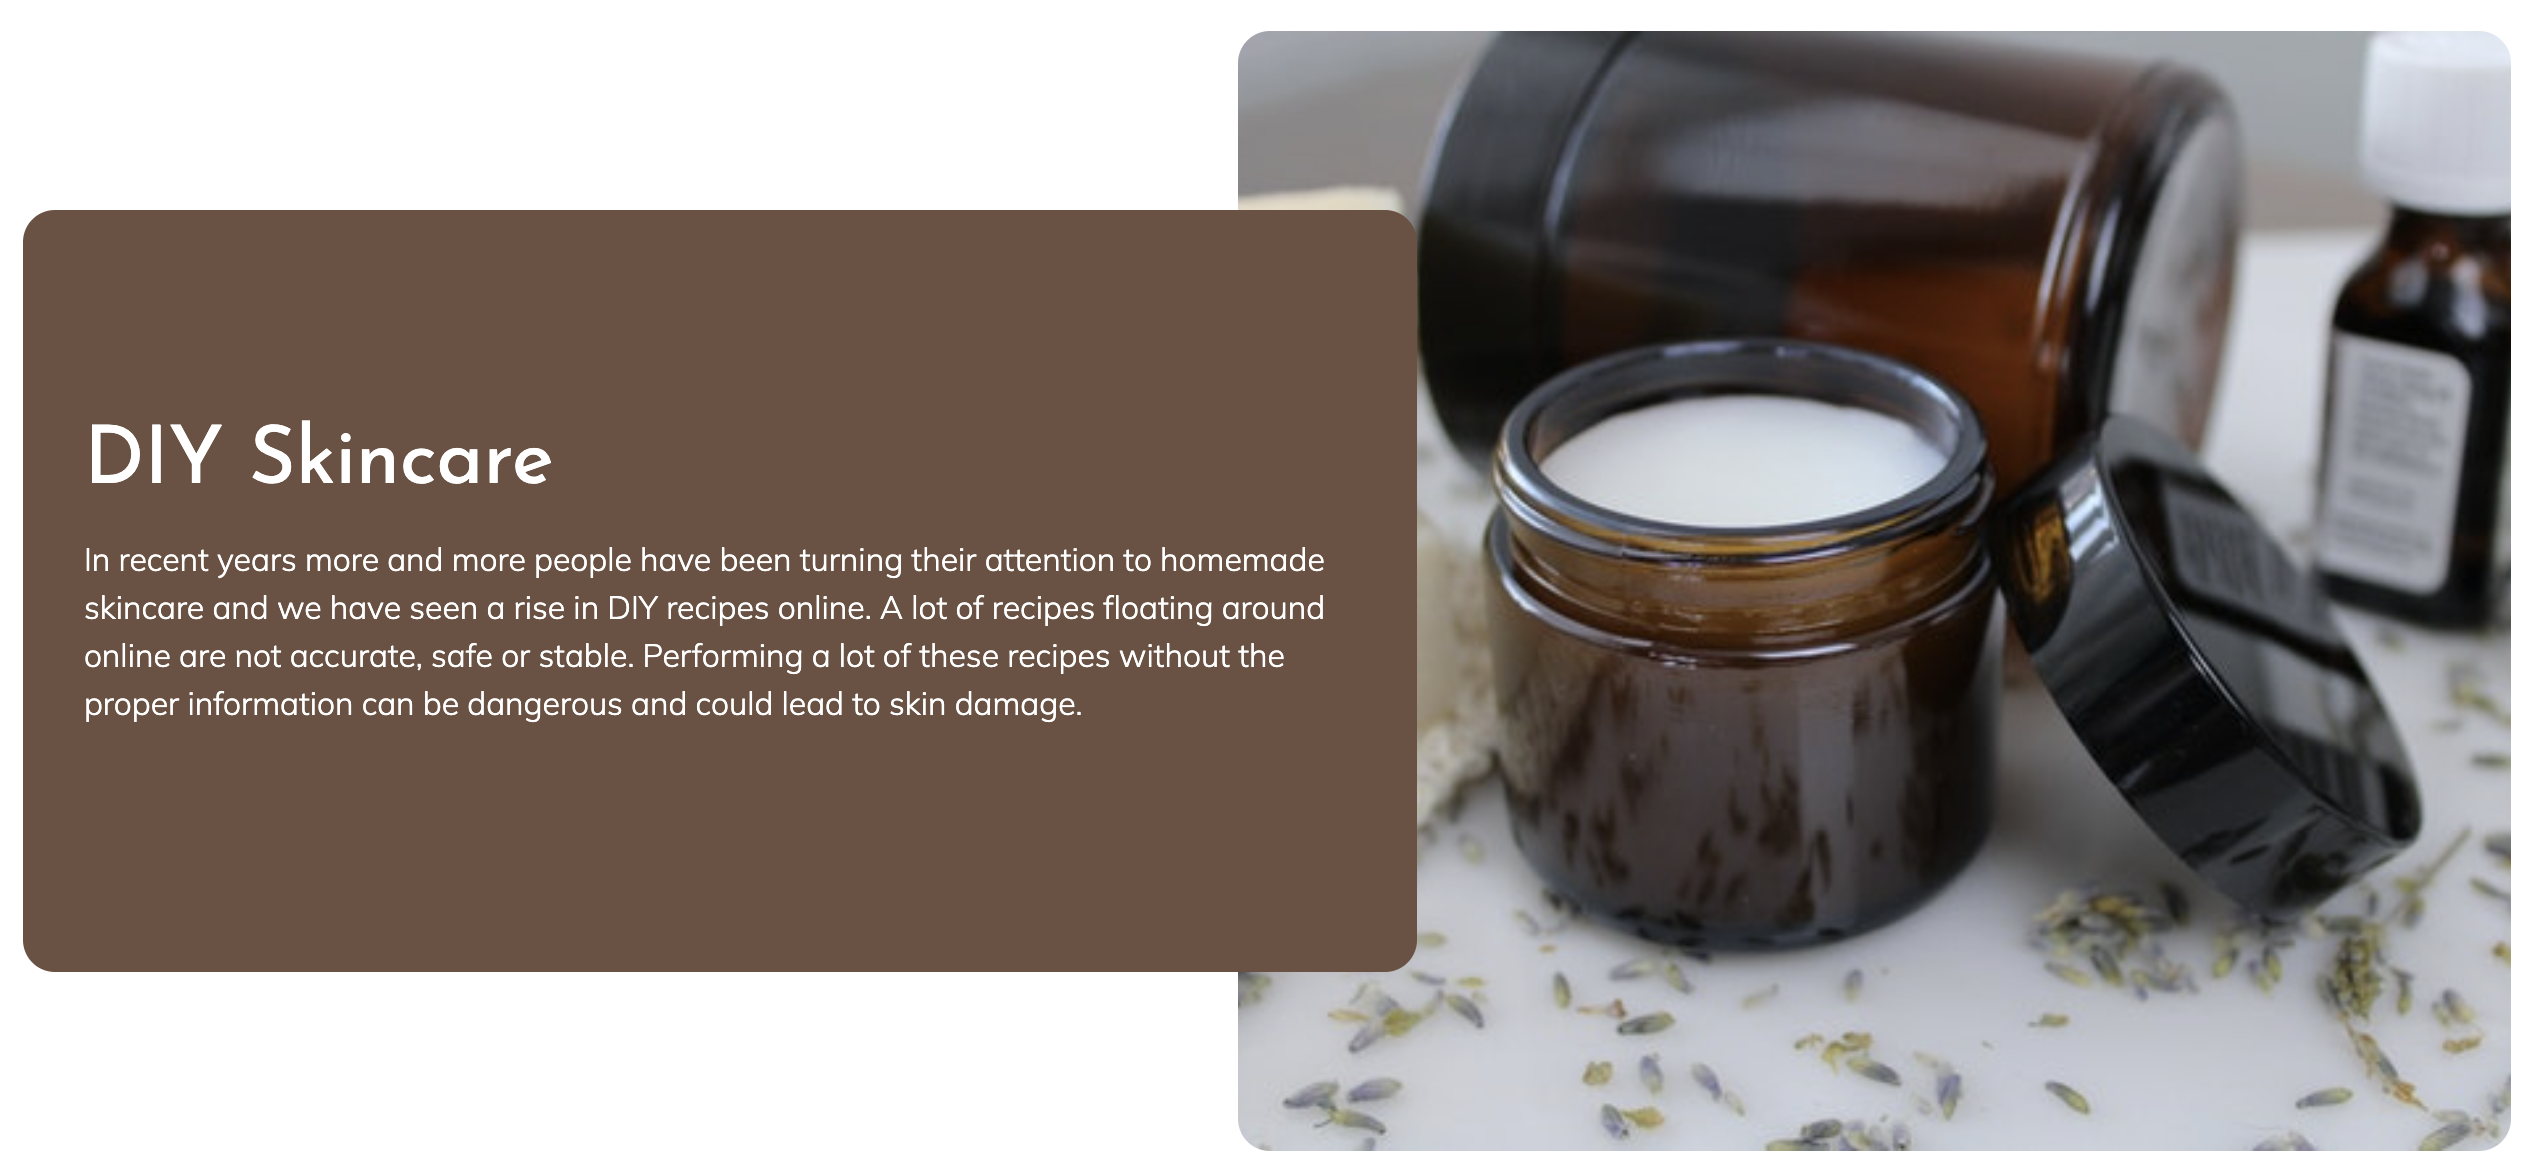 DIY Skincare
In recent years more and more people have been turning their attention to homemade
skincare and we have seen a rise in DIY recipes online. A lot of recipes floating around
online are not accurate, safe or stable. Performing a lot of these recipes without the
proper information can be dangerous and could lead to skin damage.